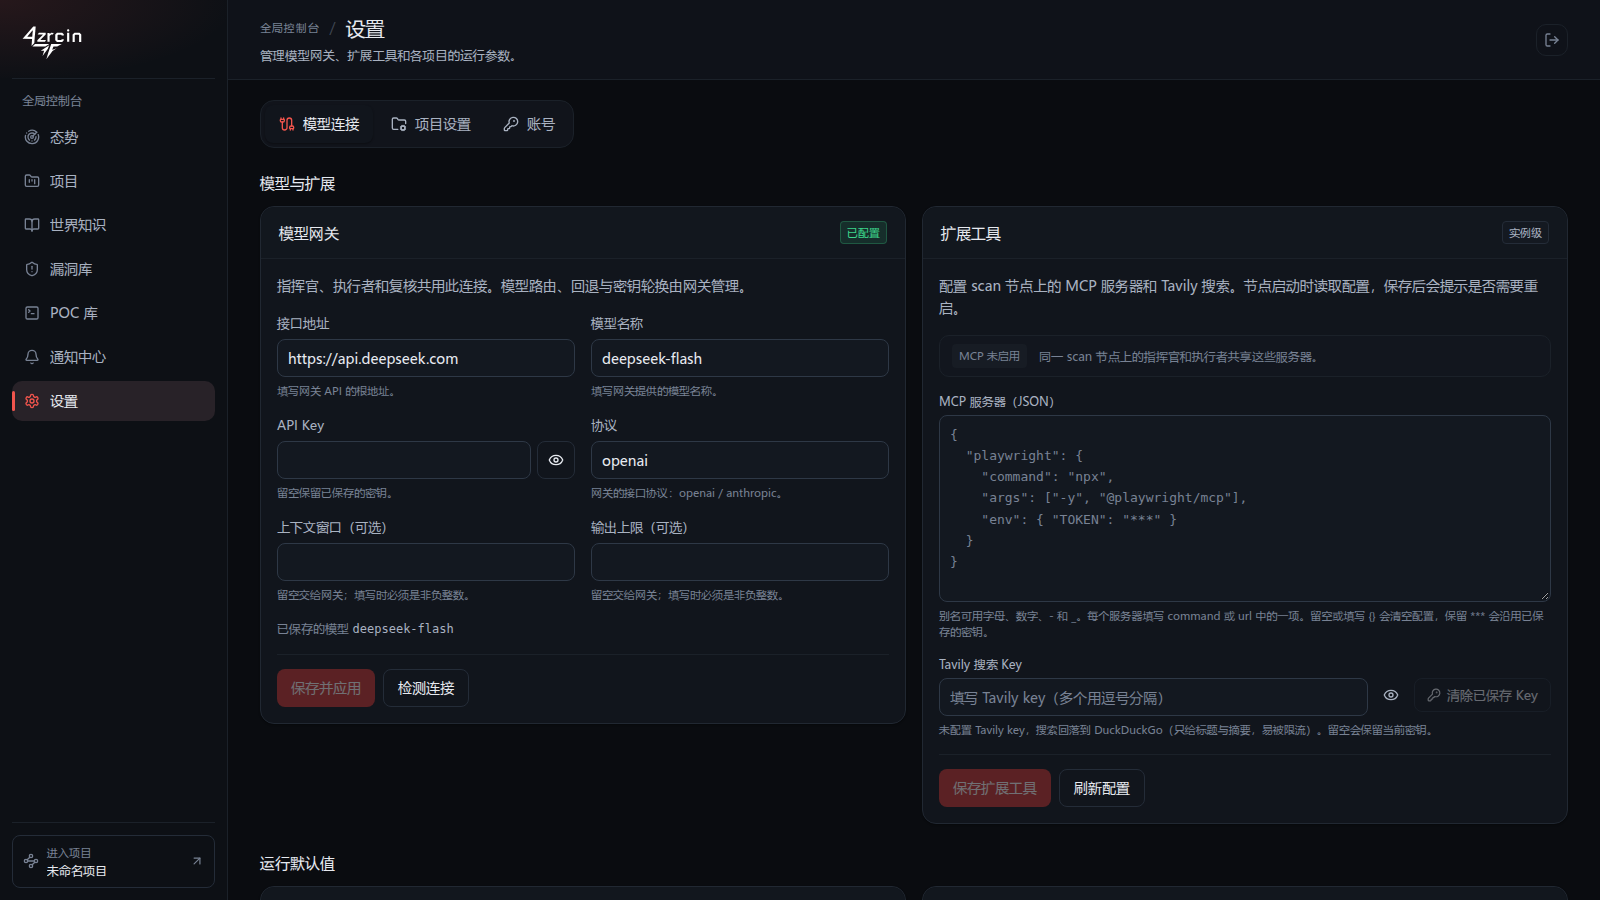 4zrcin
全局控制台
态势
项目
世界知识
漏洞库
POC 库
通知中心
设置
进入项目
未命名项目
全局控制台 / 设置
管理模型网关、扩展工具和各项目的运行参数。
模型连接
项目设置
账号
模型与扩展
模型网关
已配置
指挥官、执行者和复核共用此连接。模型路由、回退与密钥轮换由网关管理。
接口地址
模型名称
https://api.deepseek.com
deepseek-flash
填写网关 API 的根地址。
填写网关提供的模型名称。
API Key
协议
openai
留空保留已保存的密钥。
网关的接口协议：openai / anthropic。
上下文窗口（可选）
输出上限（可选）
留空交给网关；填写时必须是非负整数。
留空交给网关；填写时必须是非负整数。
已保存的模型 deepseek-flash
保存并应用
检测连接
扩展工具
实例级
配置 scan 节点上的 MCP 服务器和 Tavily 搜索。节点启动时读取配置，保存后会提示是否需要重
启。
MCP 未启用
同一 scan 节点上的指挥官和执行者共享这些服务器。
MCP 服务器（JSON）
{
"playwright": {
"command": "npx",
"args": ["-y", "@playwright/mcp"],
"env": { "TOKEN": "***" }
}
}
别名可用字母、数字、- 和 _。每个服务器填写 command 或 url 中的一项。留空或填写 {} 会清空配置，保留 *** 会沿用已保
存的密钥。
Tavily 搜索 Key
填写 Tavily key（多个用逗号分隔）
清除已保存 Key
未配置 Tavily key，搜索回落到 DuckDuckGo（只给标题与摘要，易被限流）。留空会保留当前密钥。
保存扩展工具
刷新配置
运行默认值